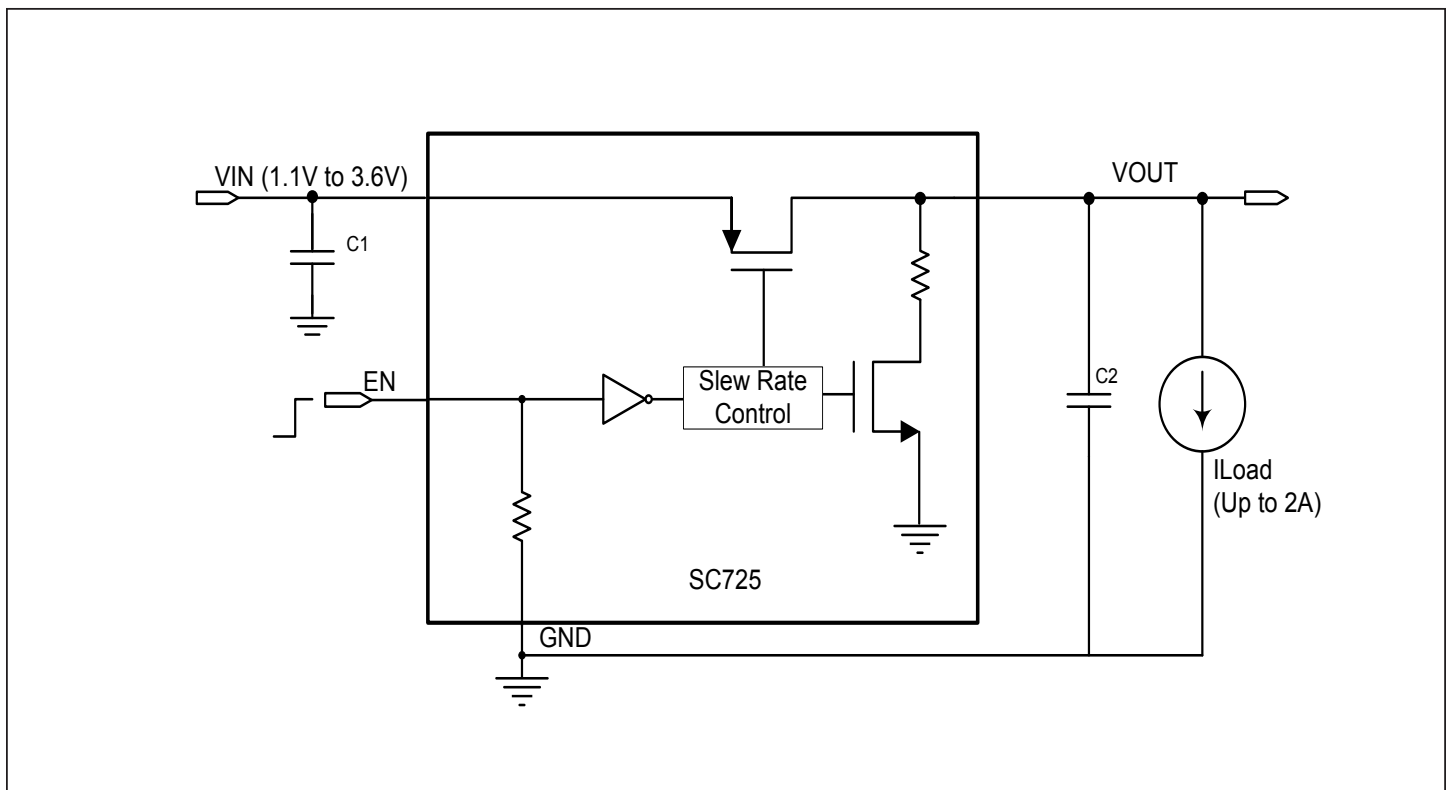 VIN (1.1V to 3.6V)
VOUT
C1
EN
Slew Rate
Control
C2
ILoad
(Up to 2A)
SC725
GND